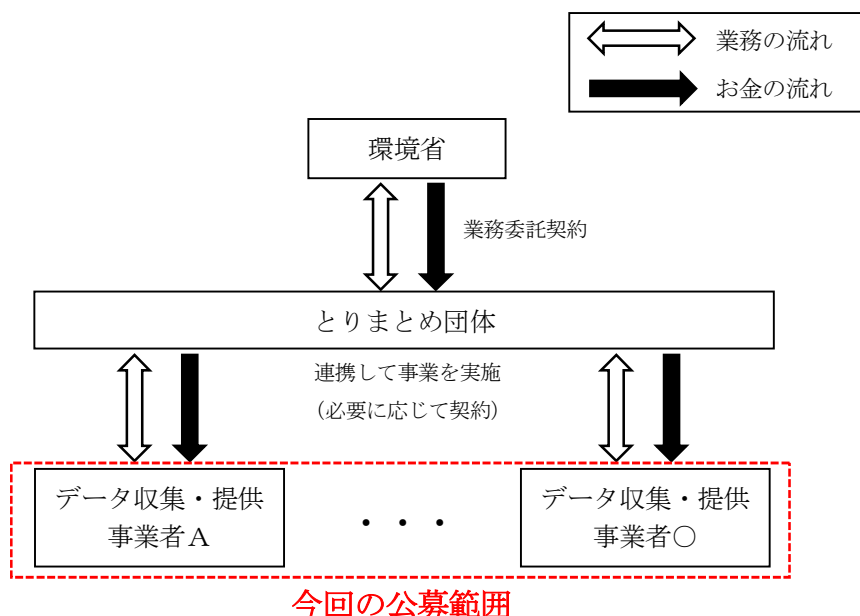 業務の流れ
お金の流れ
環境省
業務委託契約
とりまとめ団体
連携して事業を実施
(必要に応じて契約)
データ収集・提供
事業者A
・・・
データ収集・提供
事業者○
今回の公募範囲